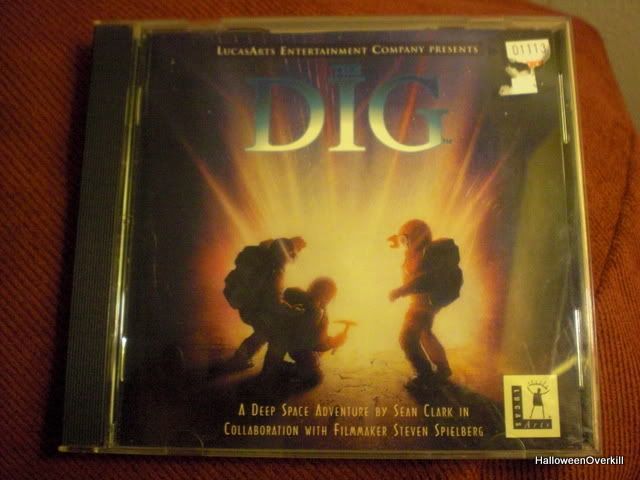 LUCASARTS ENTERTAINMENT COMPANY PRESENTS
01113
THE
DIG™
A DEEP SPACE ADVENTURE BY SEAN CLARK IN
COLLABORATION WITH FILMMAKER STEVEN SPIELBERG
LUCAS
Arts
HalloweenOverkill